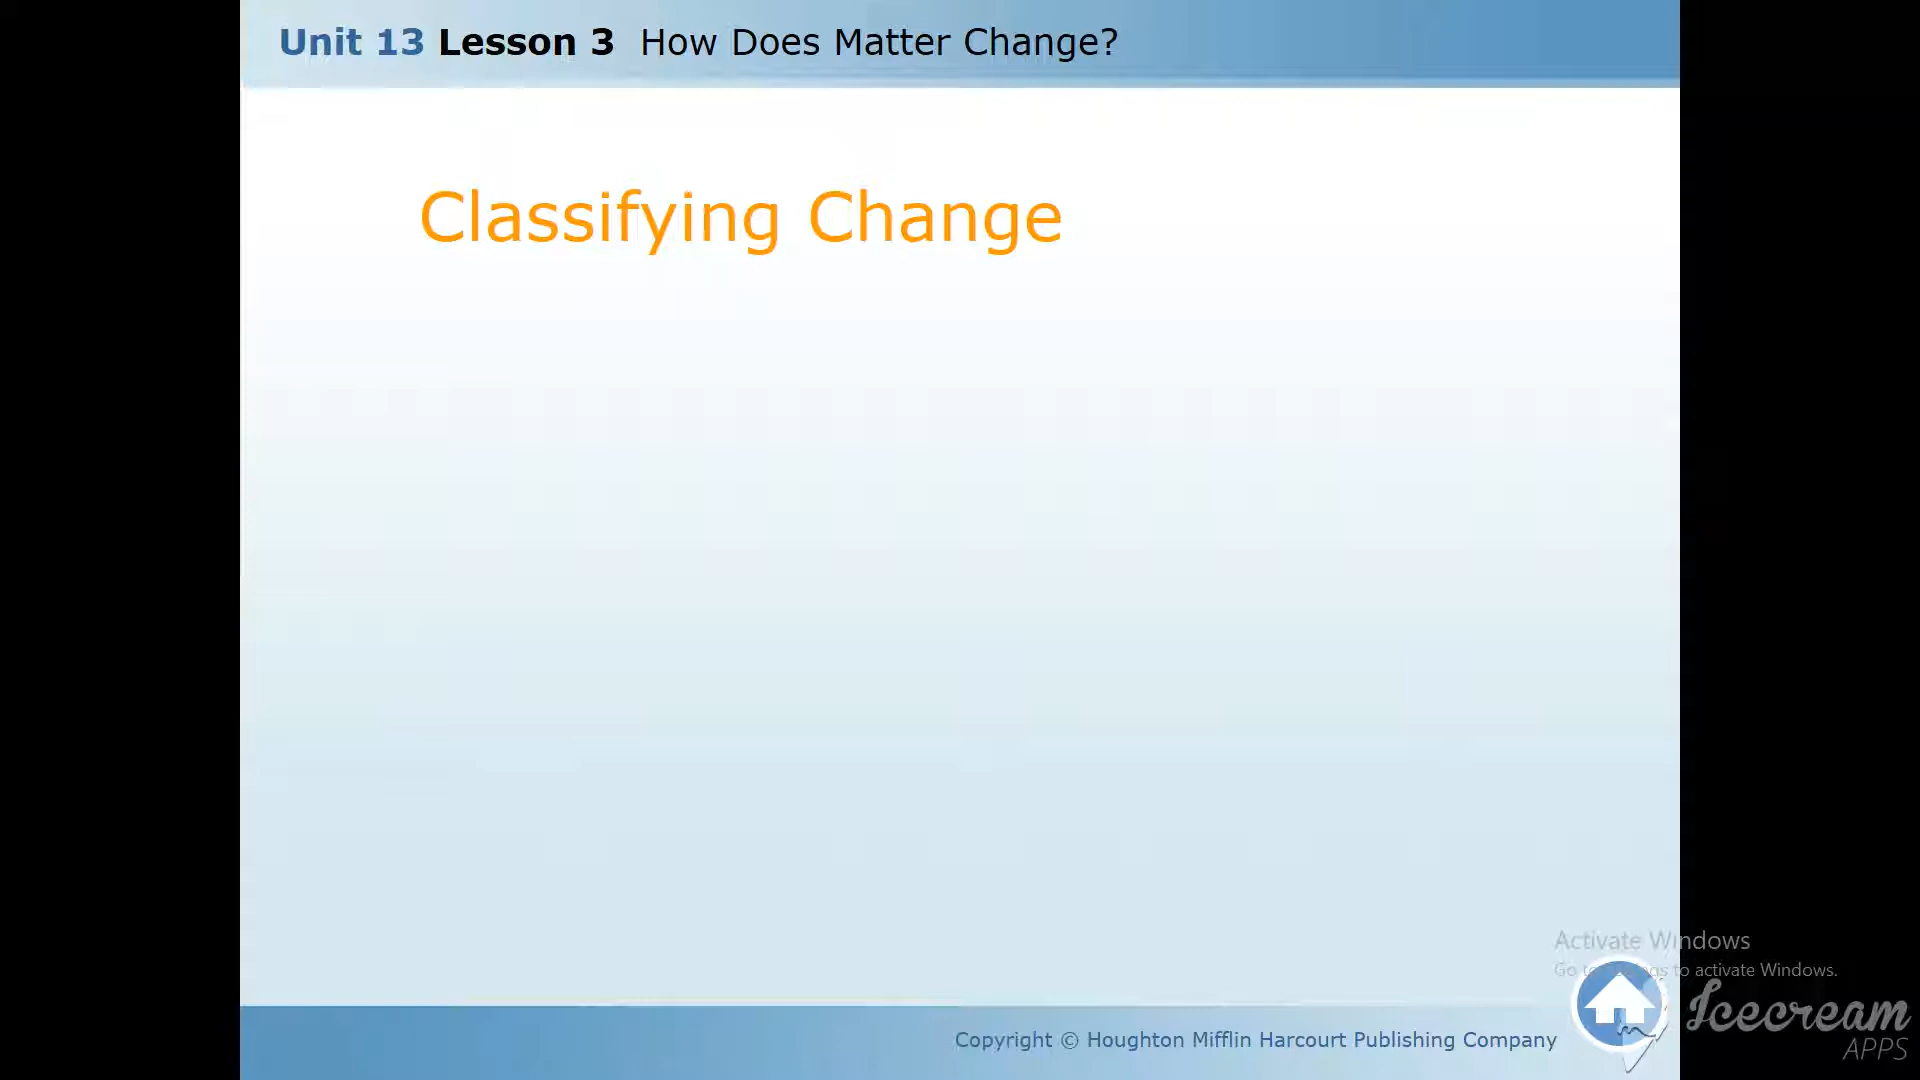 Unit 13 Lesson 3 How Does Matter Change?
Classifying Change
Activate Windows
Go to Settings to activate Windows.
Icecream
APPS
Copyright © Houghton Mifflin Harcourt Publishing Company